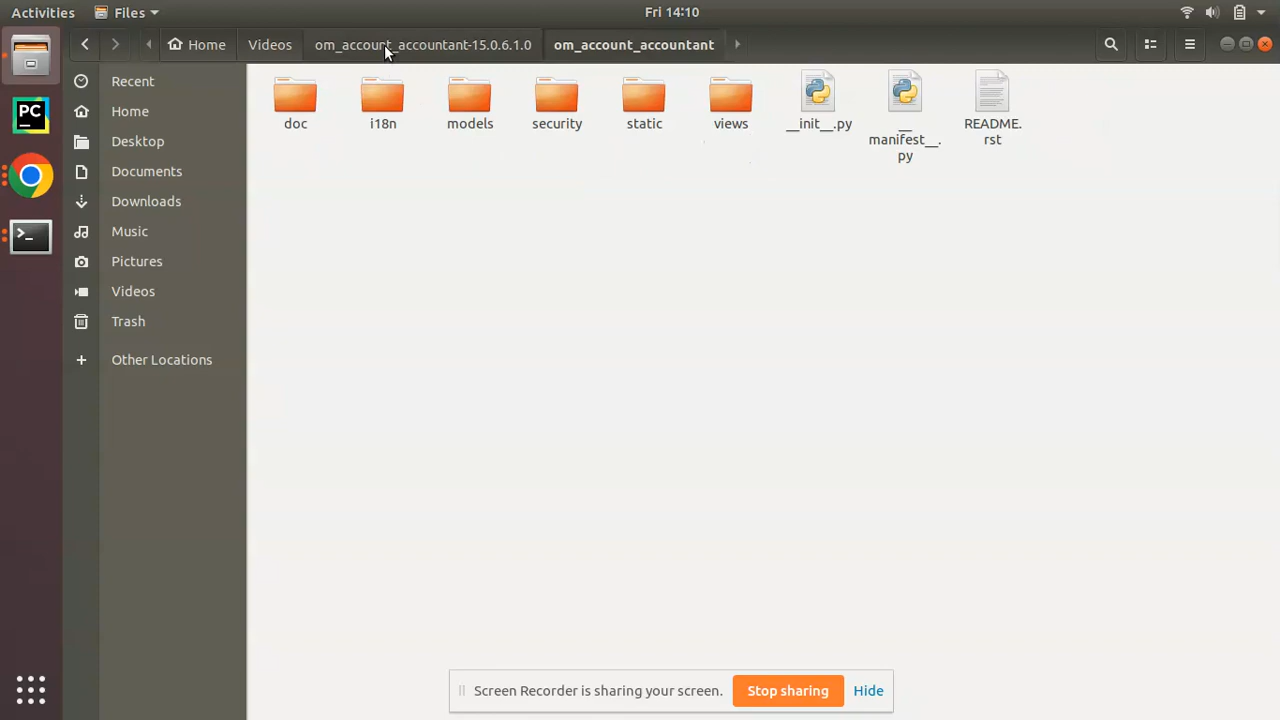 Activities Files Fri 14:10
Home Videos om_account_accountant-15.0.6.1.0 om_account_accountant
Recent
Home
Desktop
Documents
Downloads
Music
Pictures
Videos
Trash
+ Other Locations
doc i18n models security static views __init__.py __
manifest__.
py README.
rst
PC
>_
Screen Recorder is sharing your screen. Stop sharing Hide